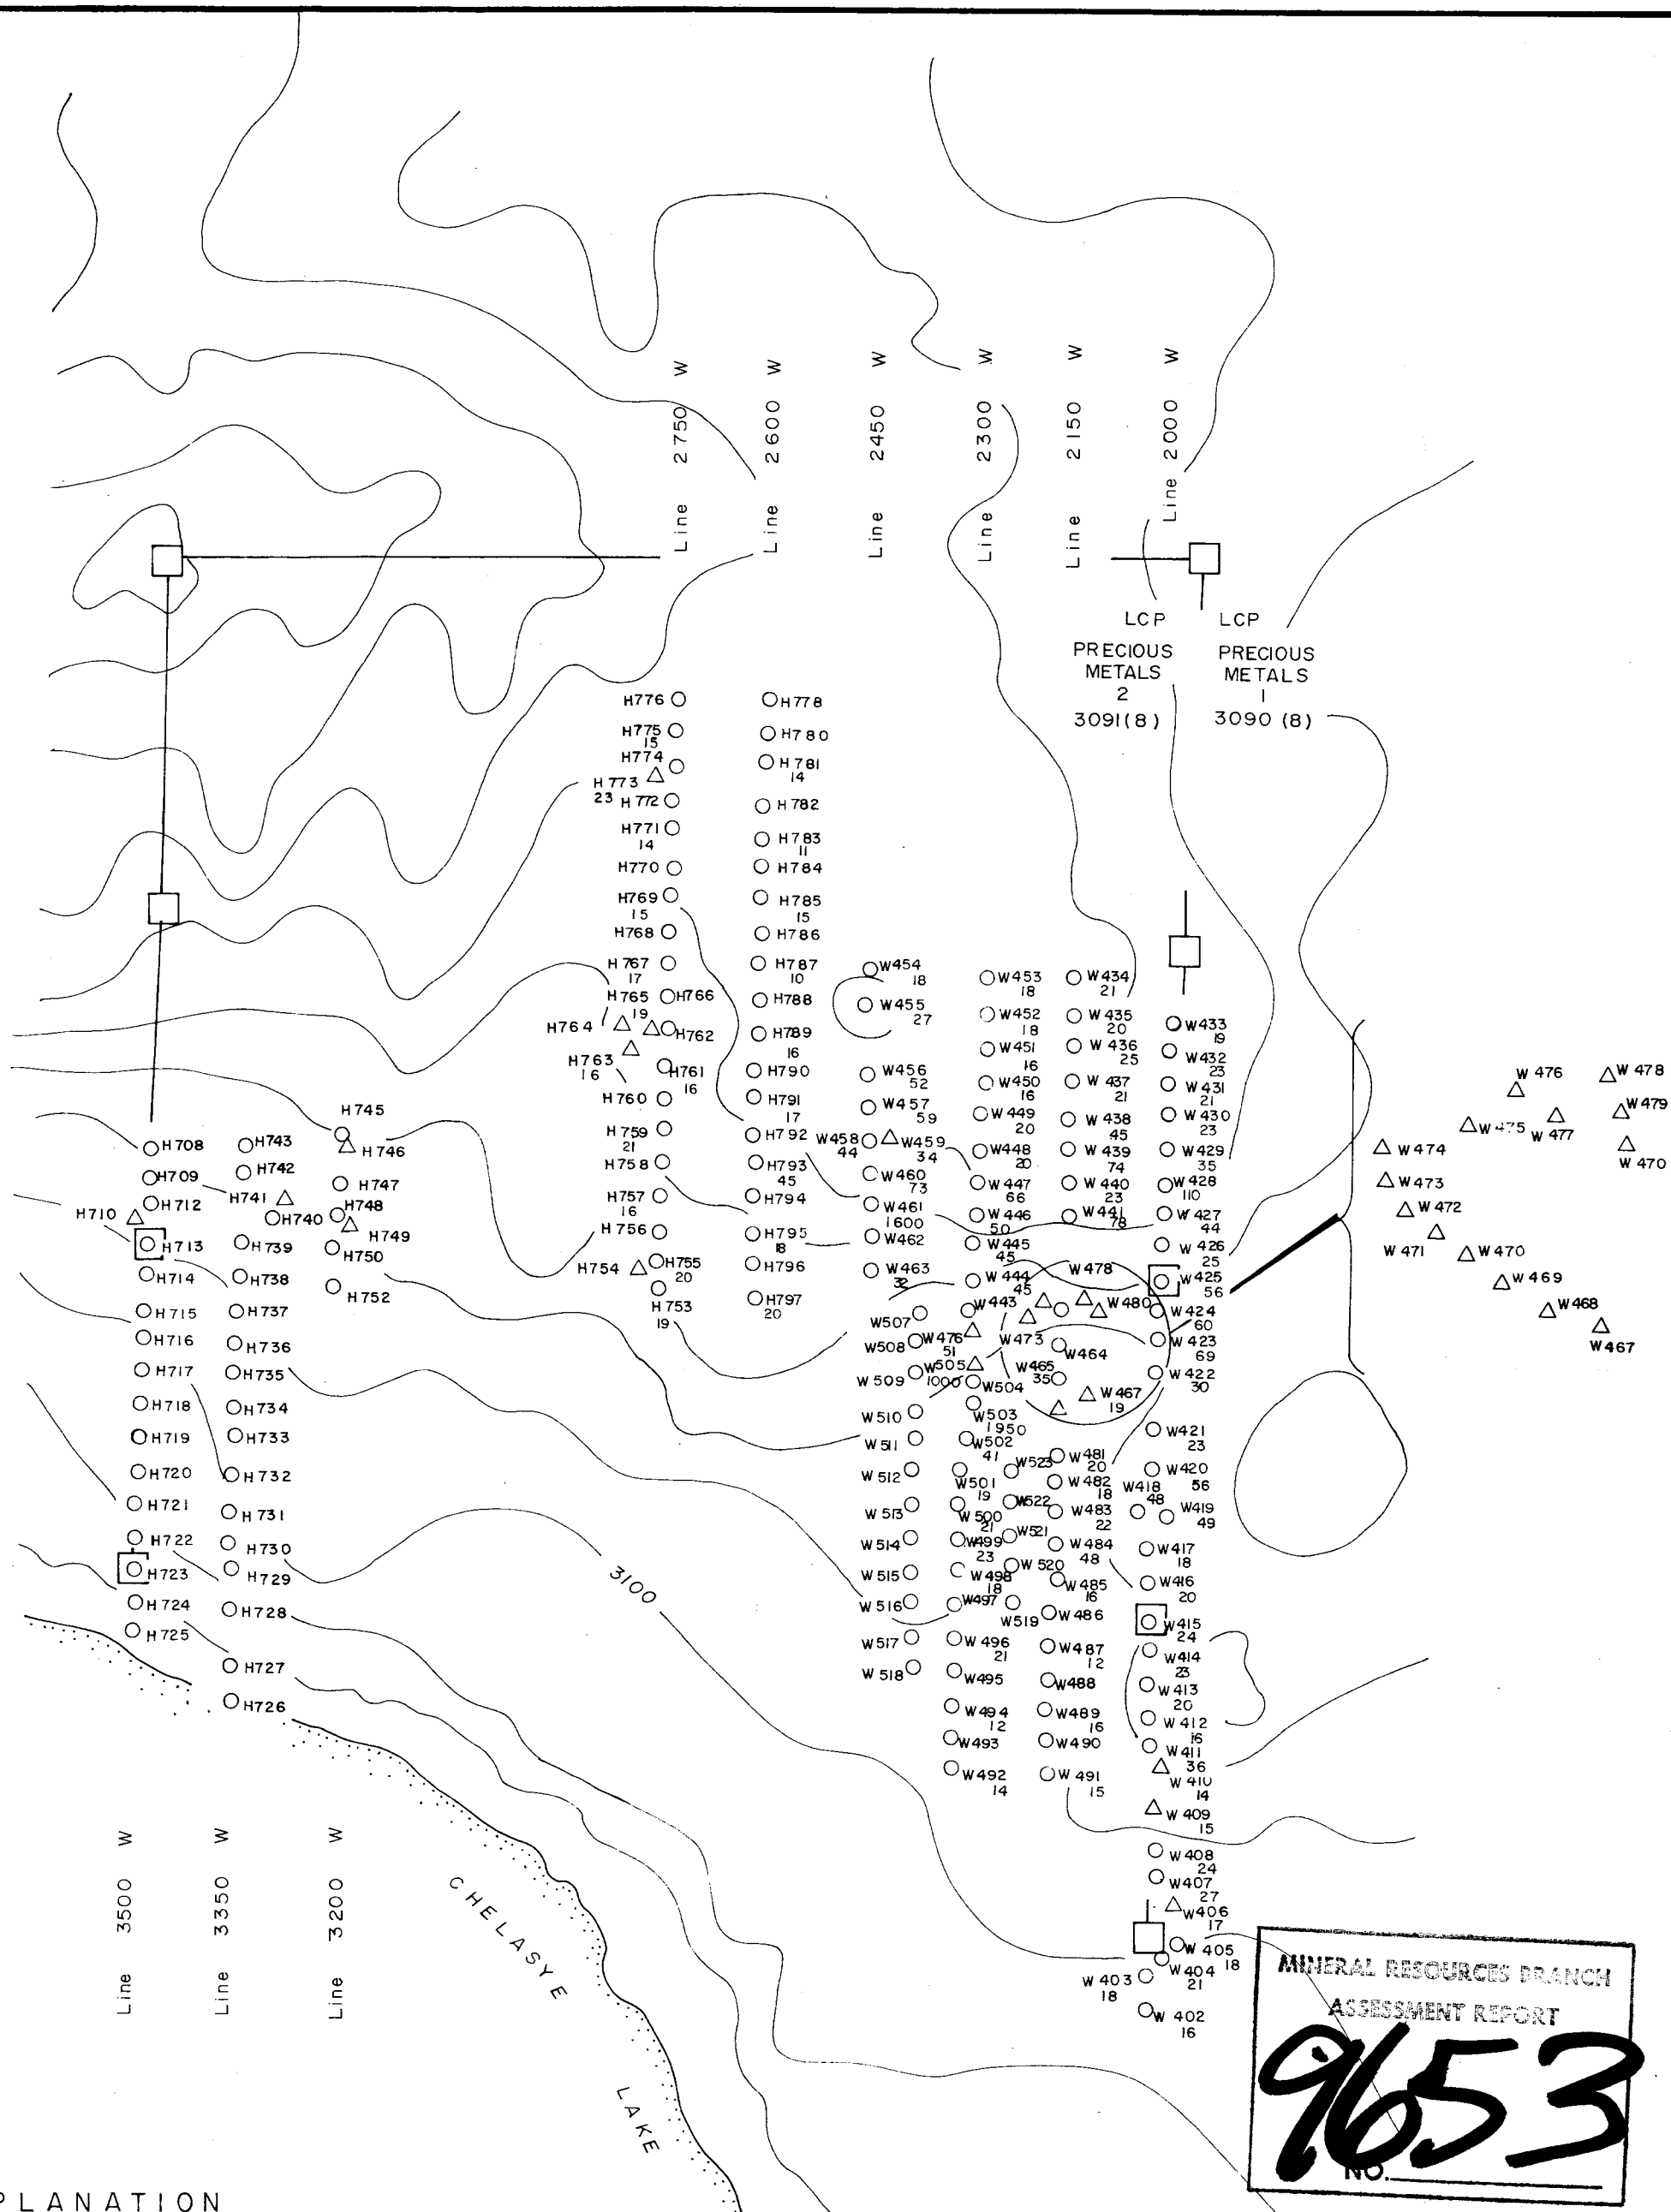 Line 2750 W
Line 2600 W
Line 2450 W
Line 2300 W
Line 2150 W
Line 2000 W
LCP
PRECIOUS
METALS
2
3091(8)
LCP
PRECIOUS
METALS
1
3090 (8)
H776
H775
15
H774
H773
23
H772
H771
14
H770
H769
15
H768
H767
17
H765
19
H766
H764
H762
H763
16
H761
16
H760
H759
21
H758
H757
16
H756
H754
H755
20
H753
19
H778
H780
H781
14
H782
H783
11
H784
H785
15
H786
H787
10
H788
H789
16
H790
H791
17
H792
H793
45
H794
H795
18
H796
H797
20
W454
18
W455
27
W456
52
W457
59
W458
44
W459
34
W460
73
W461
1600
W462
W463
32
W453
18
W452
18
W451
16
W450
16
W449
20
W448
20
W447
66
W446
50
W445
45
W444
45
W443
W434
21
W435
20
W436
25
W437
21
W438
45
W439
74
W440
23
W441
78
W478
W480
W433
19
W432
23
W431
21
W430
23
W429
35
W428
110
W427
44
W426
25
W425
56
W424
60
W423
69
W422
30
W421
23
W420
56
W418
48
W419
49
W417
18
W416
20
W415
24
W414
23
W413
20
W412
16
W411
36
W410
14
W409
15
W408
24
W407
27
W406
17
W405
18
W404
21
W403
18
W402
16
W476
W478
W479
W475
W477
W470
W474
W473
W472
W471
W470
W469
W468
W467
H745
H746
H708
H743
H709
H742
H747
H741
H712
H748
H710
H740
H749
H713
H739
H750
H714
H738
H752
H715
H737
H716
H736
H717
H735
H718
H734
H719
H733
H720
H732
H721
H731
H722
H730
H723
H729
H724
H728
H725
H727
H726
W507
W508
W476
51
W473
W464
W509
W505
1000
W504
W465
35
W467
19
W510
W503
1950
W511
W502
41
W523
W481
20
W512
W501
19
W482
18
W513
W500
21
W522
W483
22
W514
W499
23
W521
W484
48
W515
W498
18
W520
W485
16
W516
W497
W519
W486
W517
W496
21
W487
12
W518
W495
W488
W494
12
W489
16
W493
W490
W492
14
W491
15
3100
Line 3500 W
Line 3350 W
Line 3200 W
CHELASYE
LAKE
MINERAL RESOURCES BRANCH
ASSESSMENT REPORT
9653
NO.
PLANATION